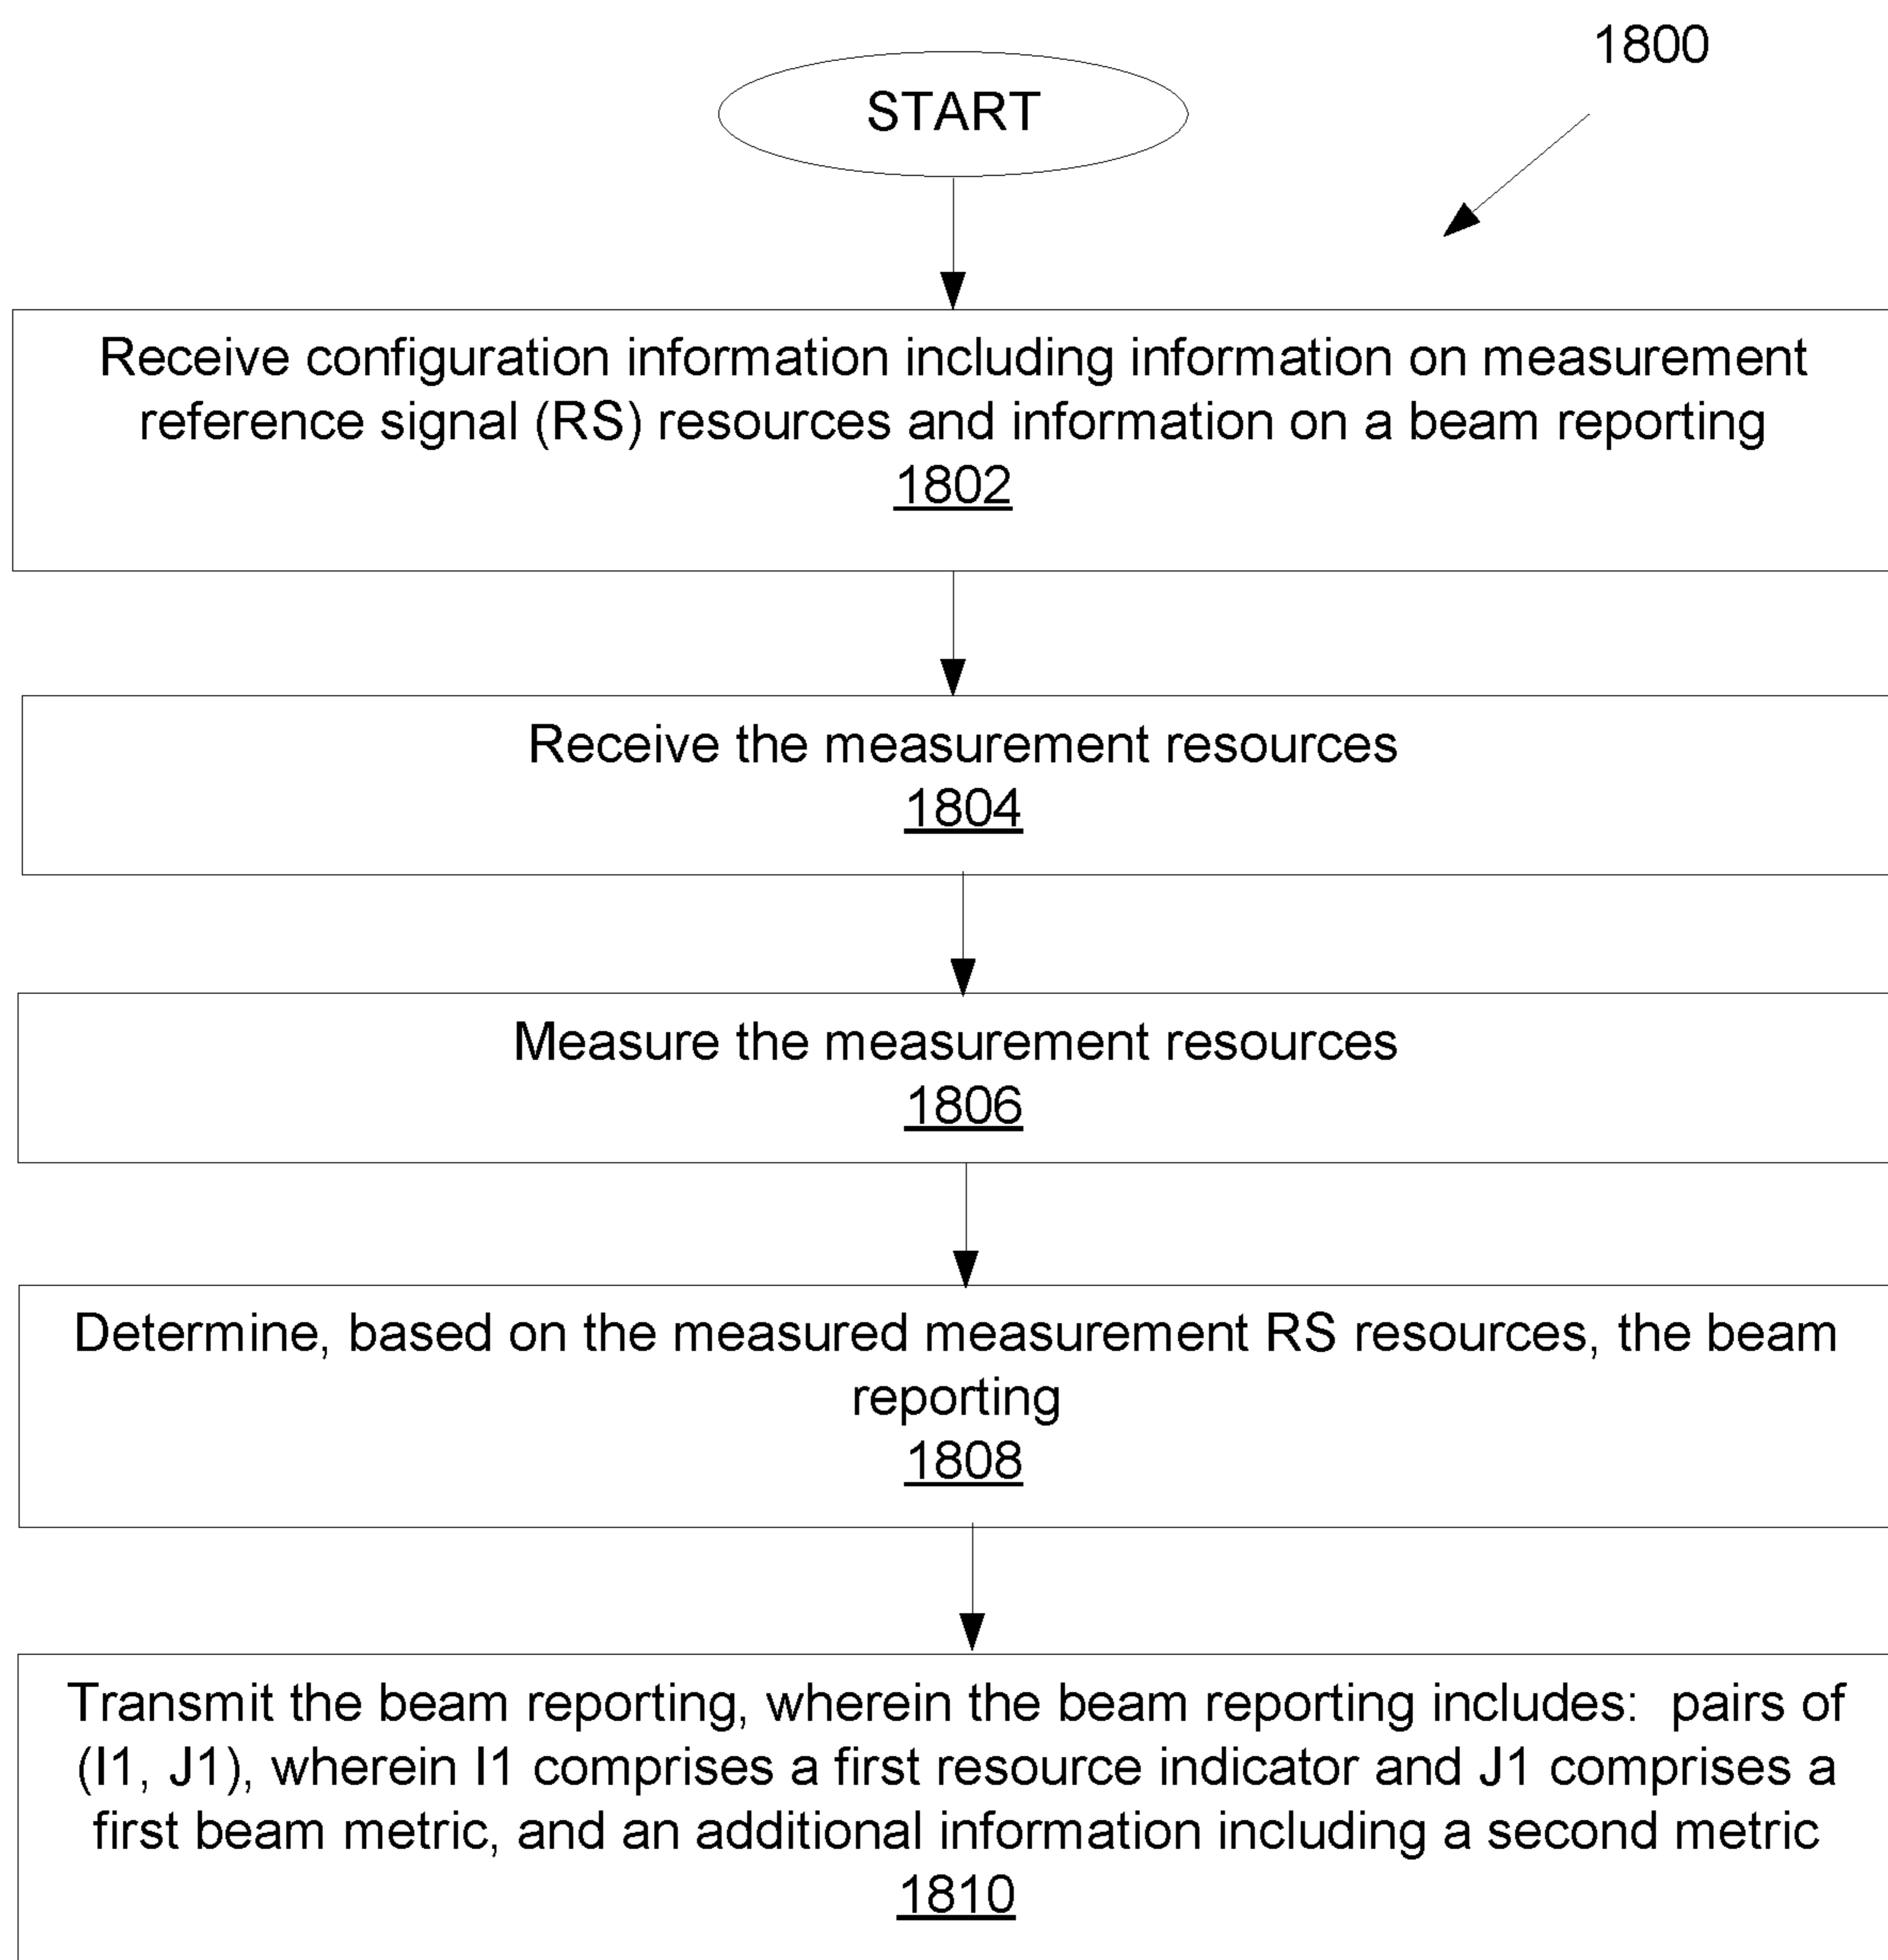 1800
START
Receive configuration information including information on measurement
reference signal (RS) resources and information on a beam reporting
1802
Receive the measurement resources
1804
Measure the measurement resources
1806
Determine, based on the measured measurement RS resources, the beam
reporting
1808
Transmit the beam reporting, wherein the beam reporting includes:  pairs of
(I1, J1), wherein I1 comprises a first resource indicator and J1 comprises a
first beam metric, and an additional information including a second metric
1810